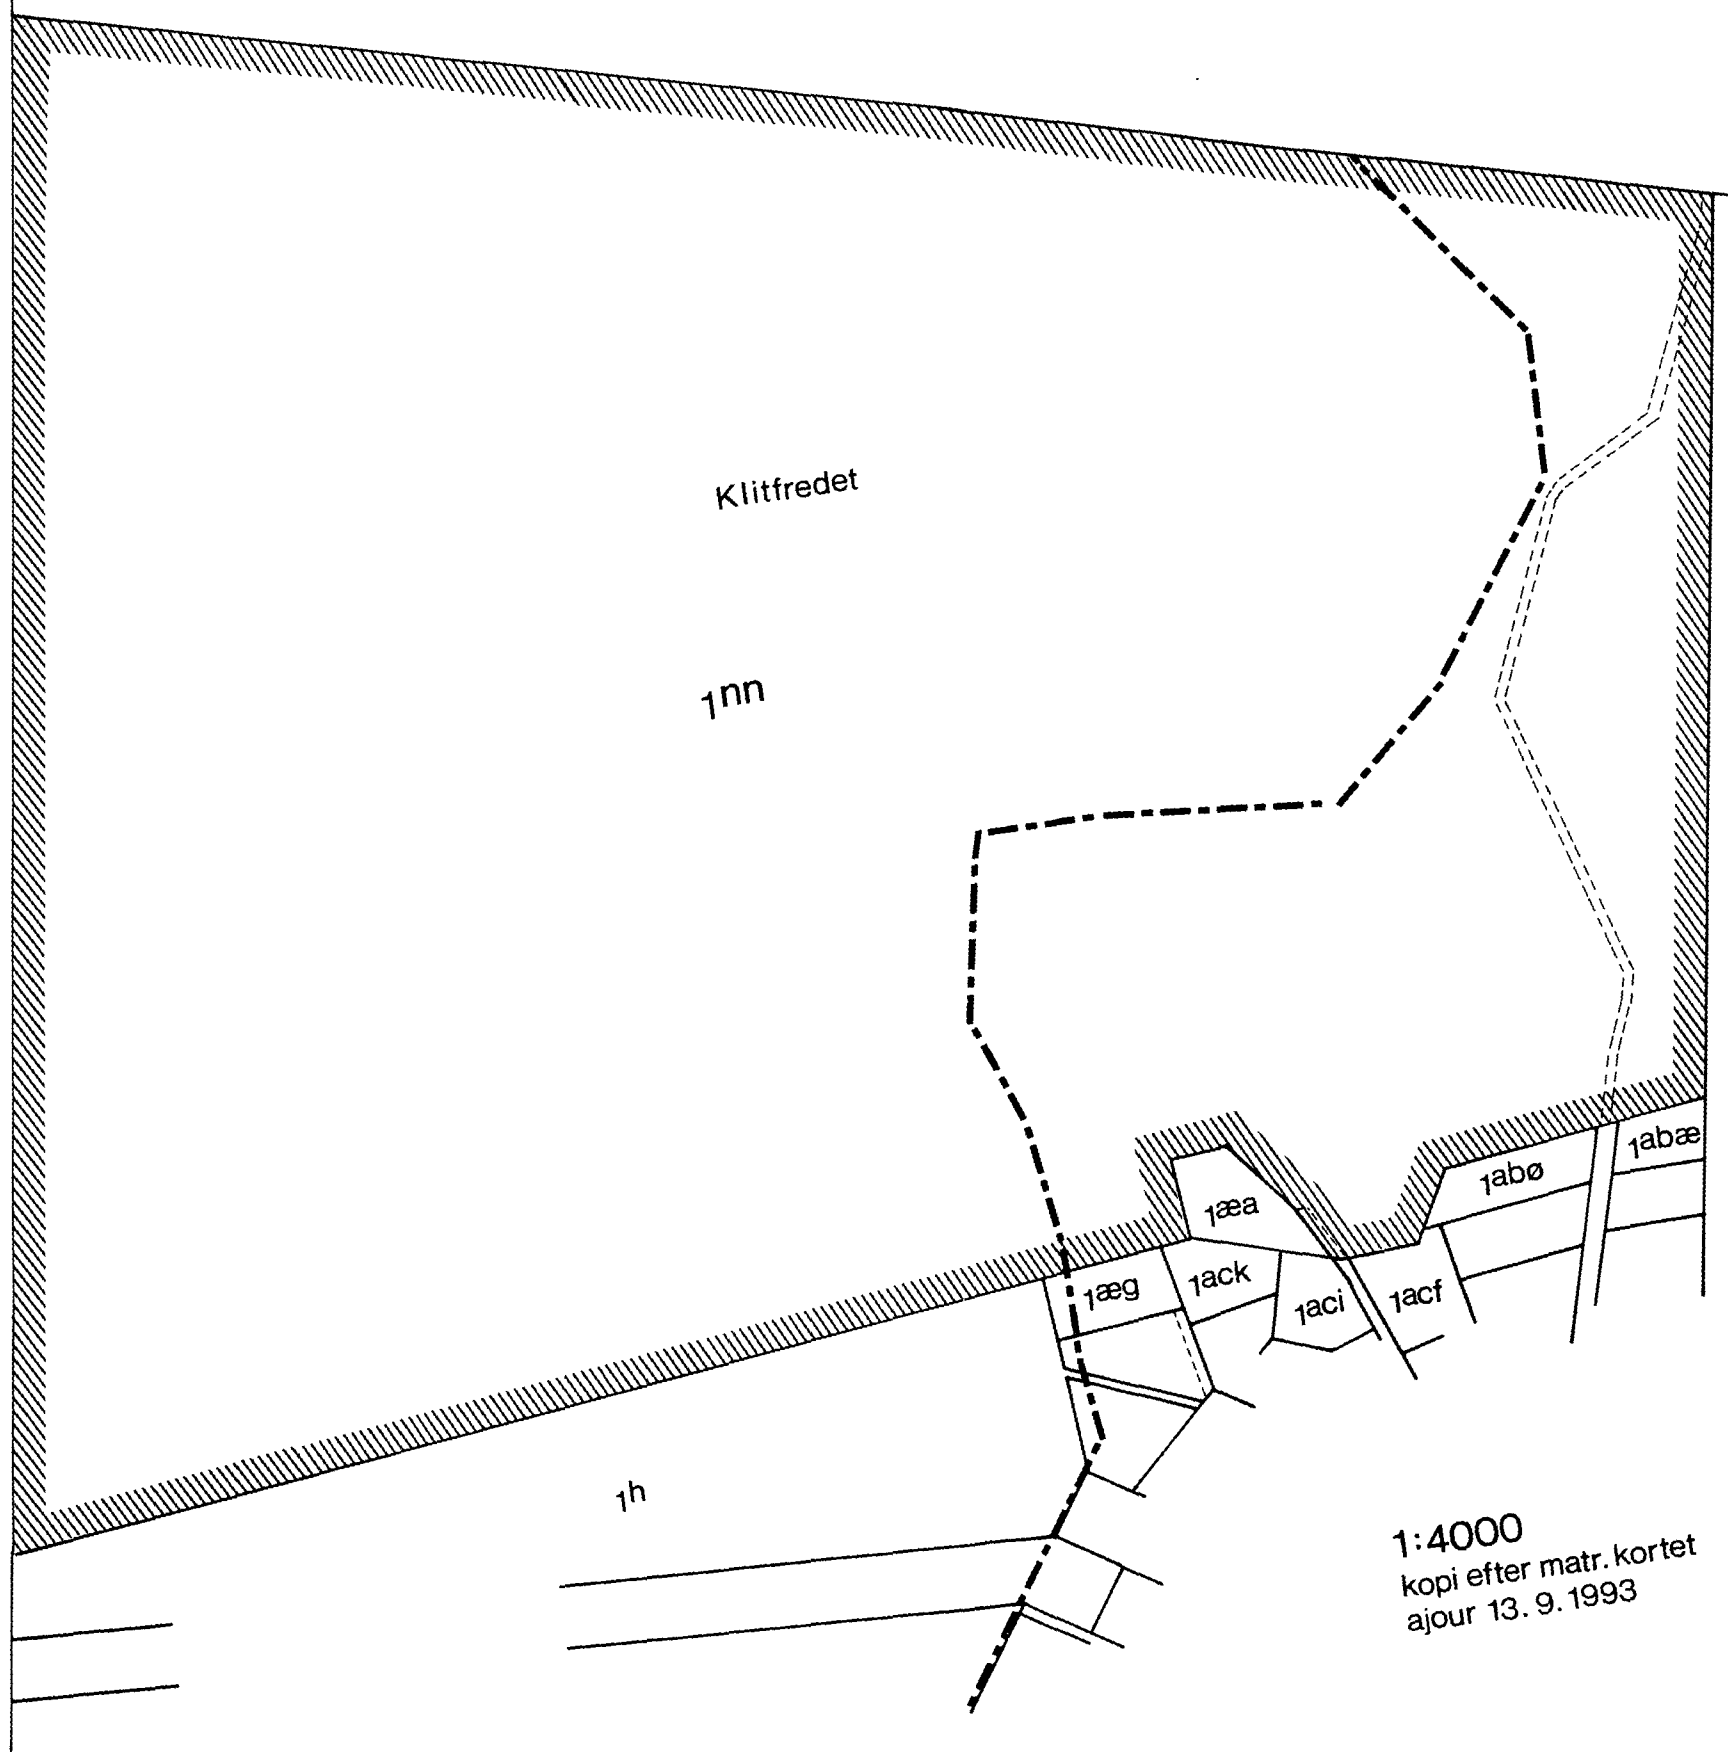 Klitfredet
1nn
1abæ
1abø
1æa
1ack
1æg
1aci
1acf
1h
1:4000
kopi efter matr. kortet
ajour 13. 9. 1993